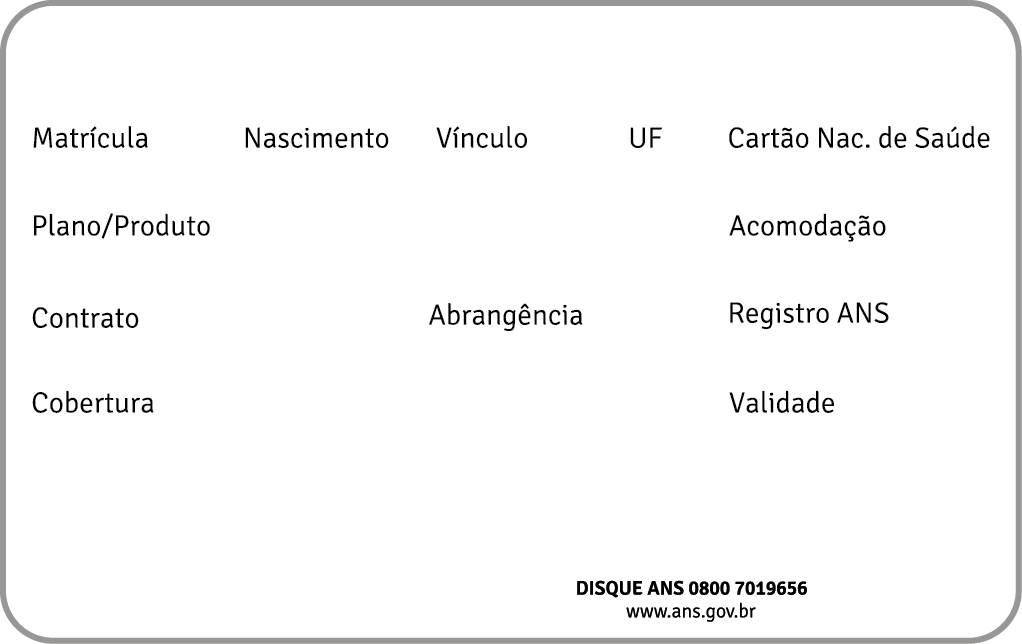 Matrícula Nascimento Vínculo UF Cartão Nac. de Saúde
Plano/Produto Acomodação
Contrato Abrangência Registro ANS
Cobertura Validade
DISQUE ANS 0800 7019656
www.ans.gov.br